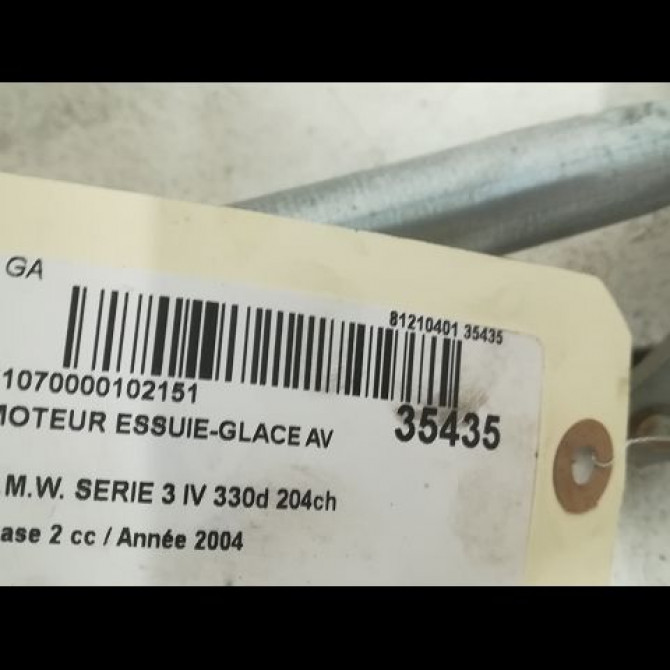 GA
81210401 35435
1070000102151
MOTEUR ESSUIE-GLACE AV
35435
.M.W. SERIE 3 IV 330d 204ch
ase 2 cc / Année 2004